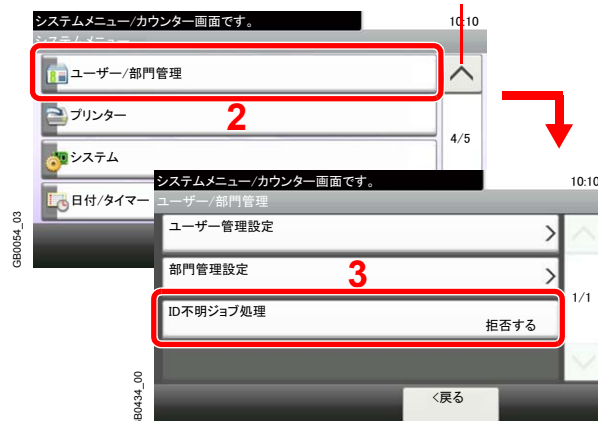 システムメニュー/カウンター画面です。
10:10
システムメニュー
ユーザー/部門管理
プリンター
2
4/5
システム
日付/タイマー
GB0054_03
システムメニュー/カウンター画面です。
10:10
ユーザー/部門管理
ユーザー管理設定
部門管理設定
3
1/1
ID不明ジョブ処理
拒否する
<戻る
GB0434_00